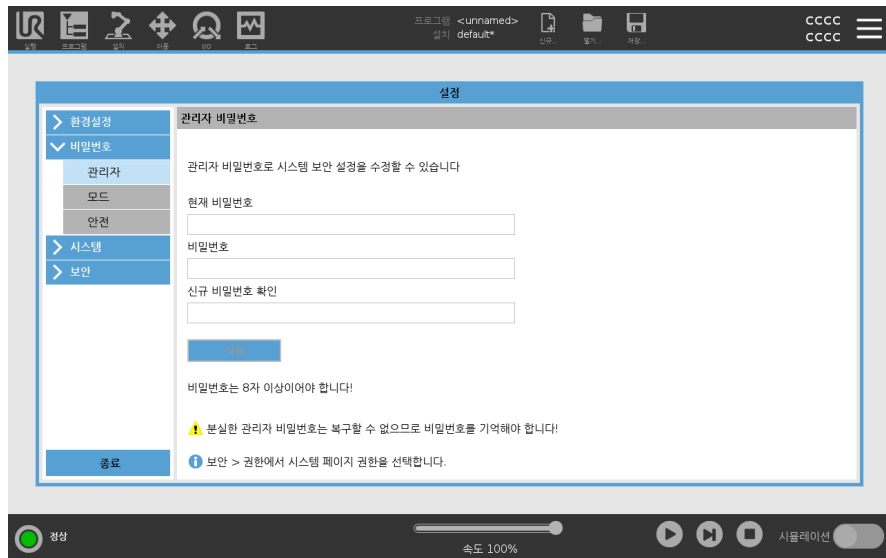 UR
실행
프로그램
설치
이동
I/O
로그
프로그램 <unnamed>
설치 default*
신규...
열기...
저장...
cccc
cccc
설정
환경설정
비밀번호
관리자
모드
안전
시스템
보안
종료
관리자 비밀번호
관리자 비밀번호로 시스템 보안 설정을 수정할 수 있습니다
현재 비밀번호
비밀번호
신규 비밀번호 확인
비밀번호는 8자 이상이어야 합니다!
분실한 관리자 비밀번호는 복구할 수 없으므로 비밀번호를 기억해야 합니다!
보안 > 권한에서 시스템 페이지 권한을 선택합니다.
정상
속도 100%
시뮬레이션